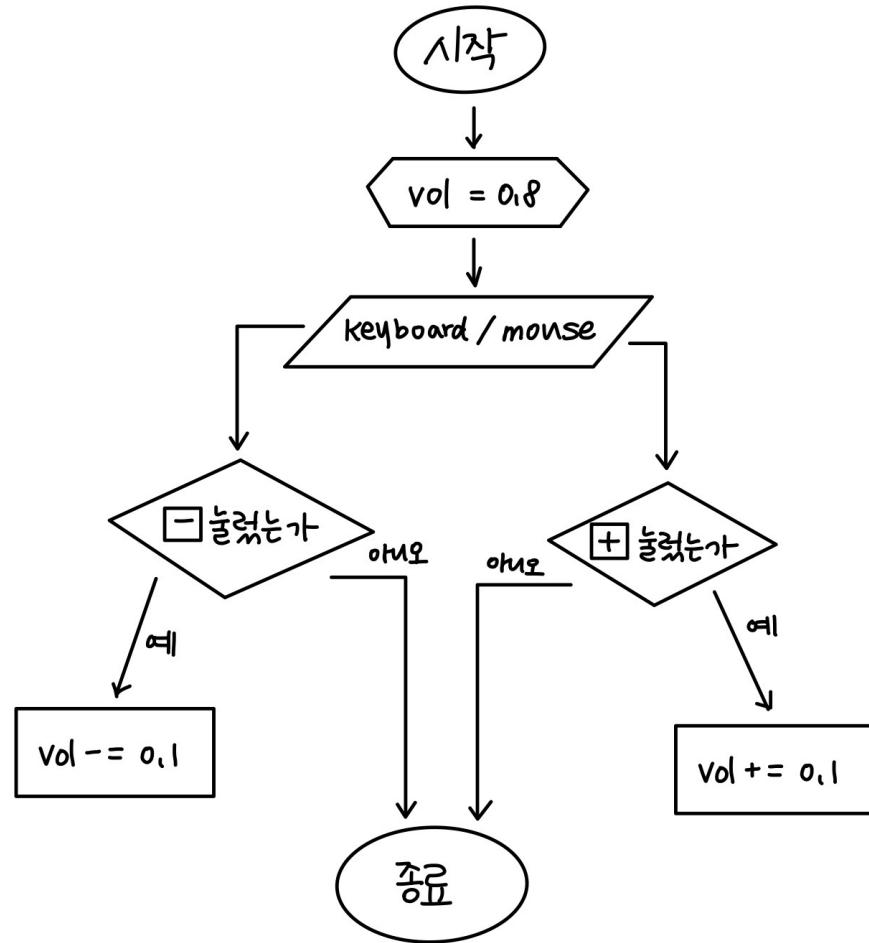 시작
vol = 0.8
keyboard / mouse
- 눌렀는가
+ 눌렀는가
아니오
아니오
예
예
vol -= 0.1
vol += 0.1
종료